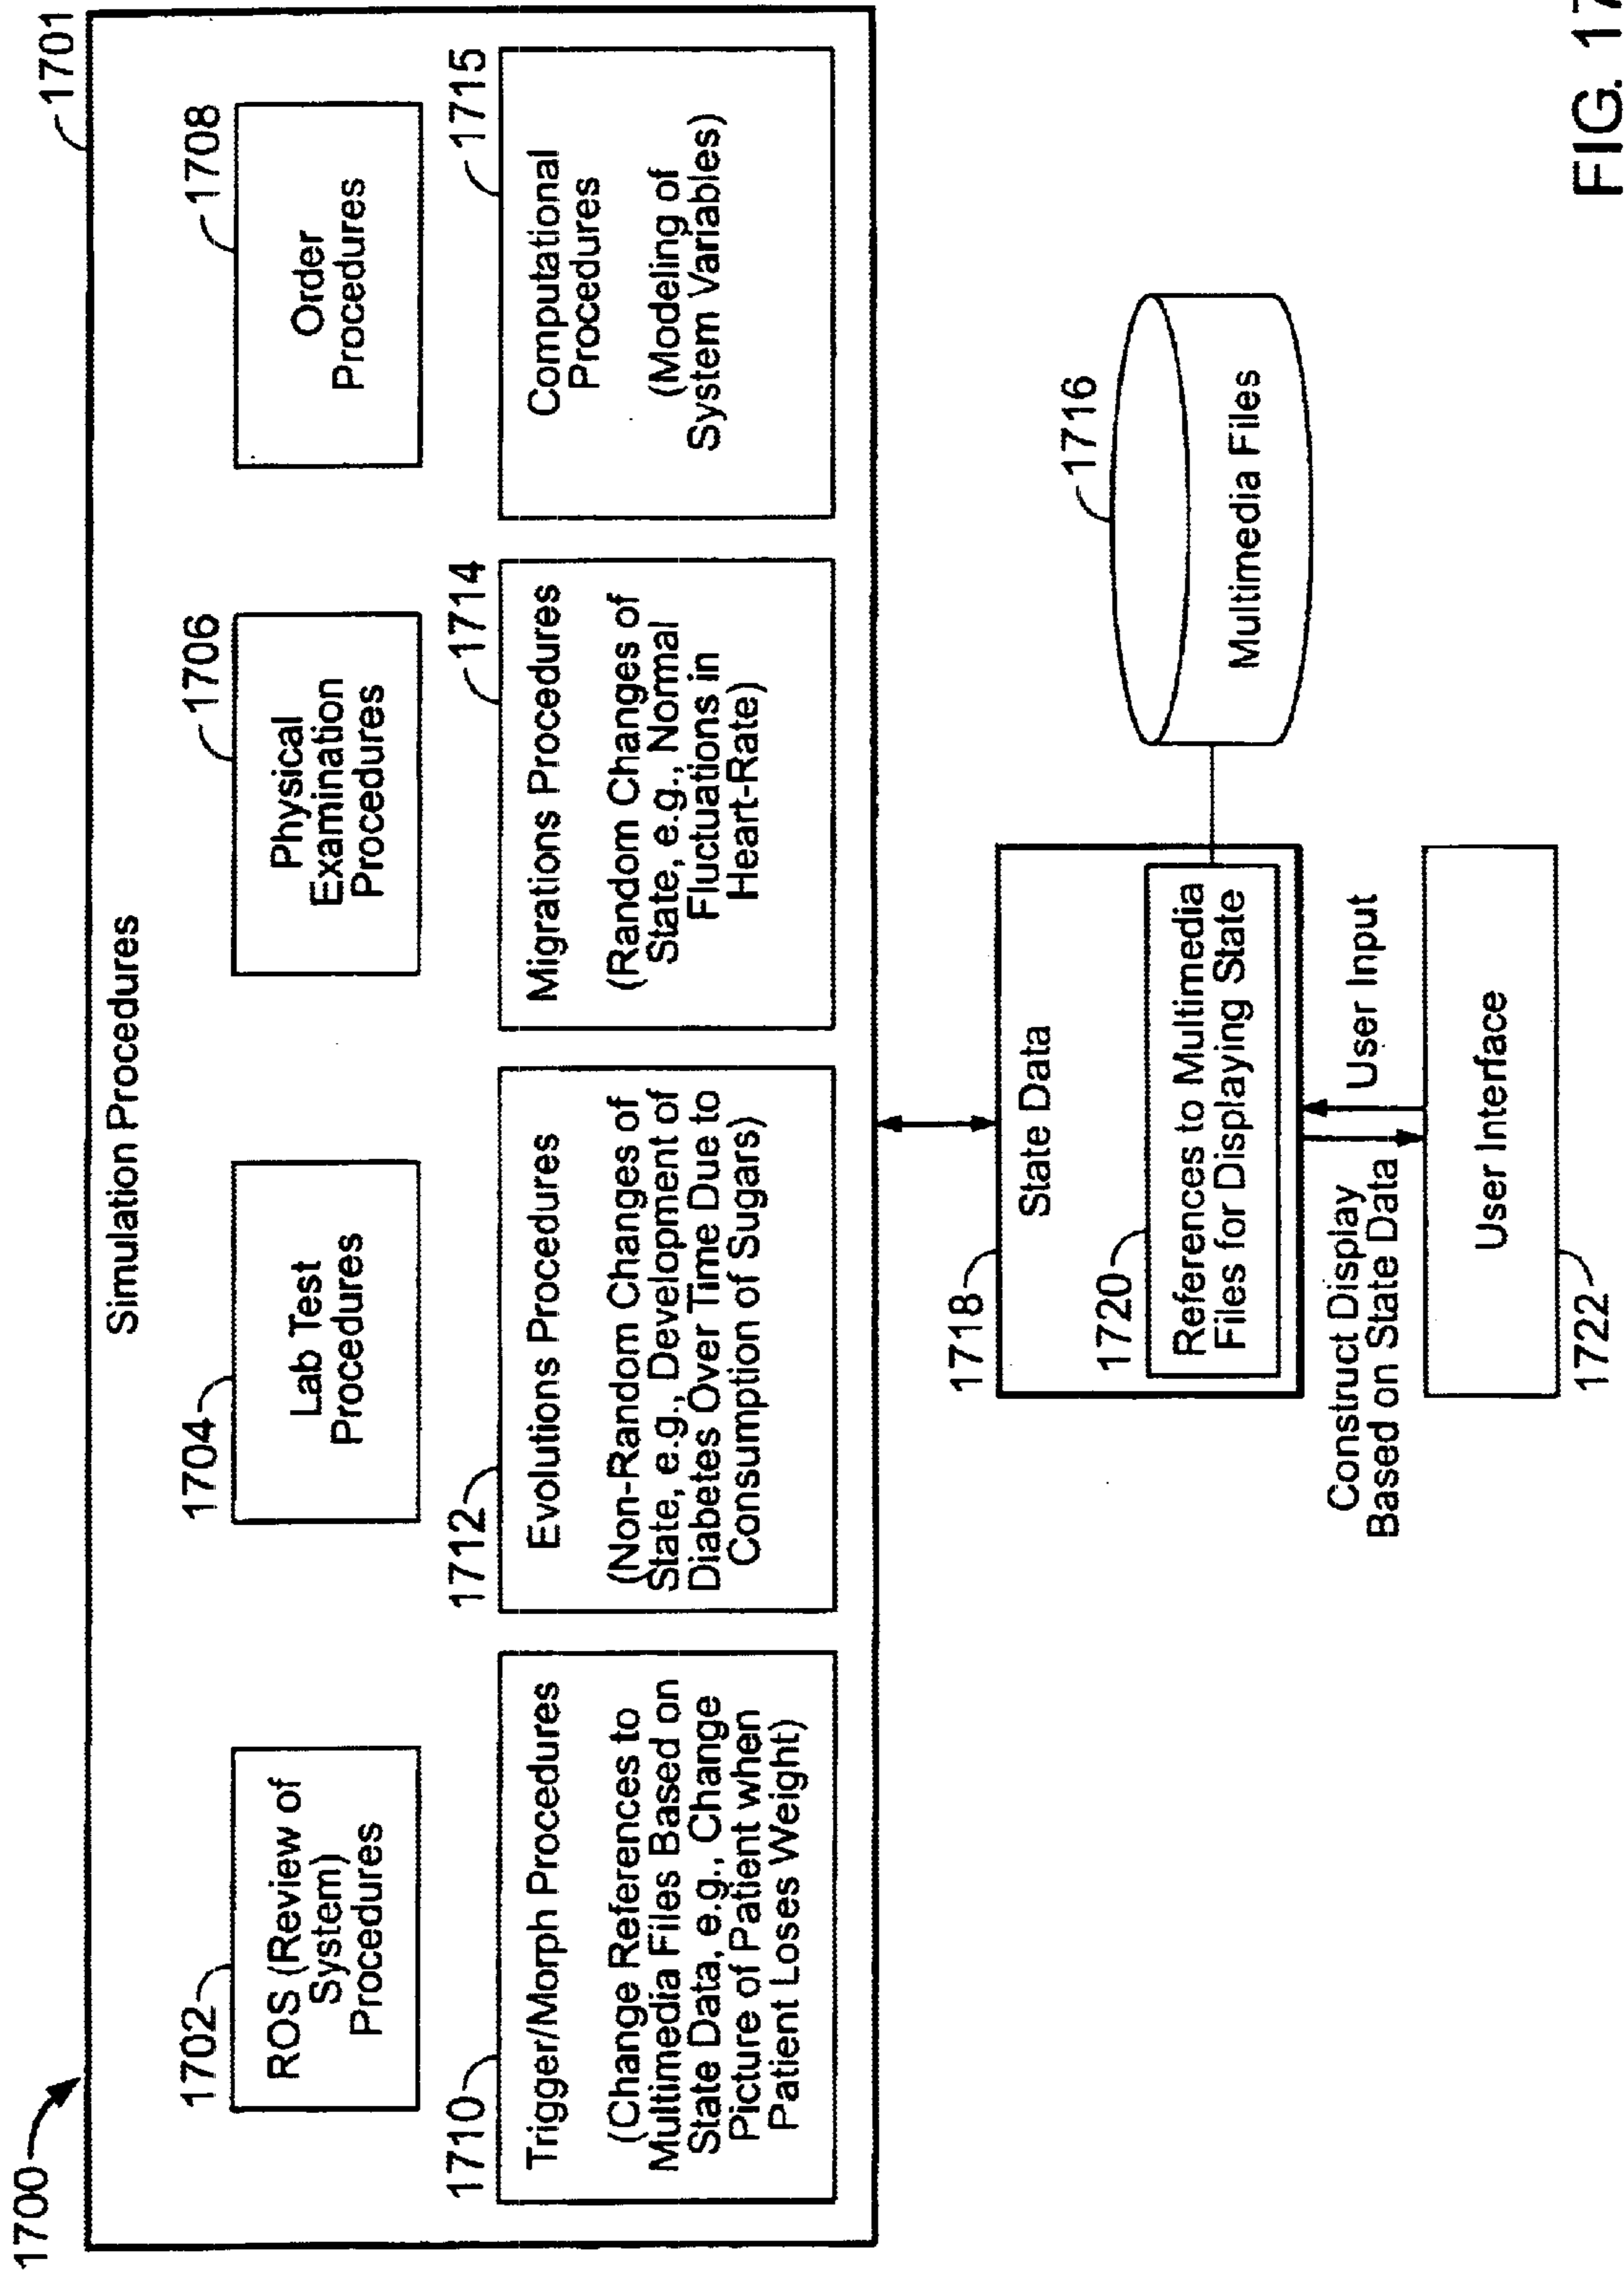 1700
1701
Simulation Procedures
1702
ROS (Review of
System)
Procedures
1704
Lab Test
Procedures
1706
Physical
Examination
Procedures
1708
Order
Procedures
1710
Trigger/Morph Procedures
(Change References to
Multimedia Files Based on
State Data, e.g., Change
Picture of Patient when
Patient Loses Weight)
1712
Evolutions Procedures
(Non-Random Changes of
State, e.g., Development of
Diabetes Over Time Due to
Consumption of Sugars)
1714
Migrations Procedures
(Random Changes of
State, e.g., Normal
Fluctuations in
Heart-Rate)
1715
Computational
Procedures
(Modeling of
System Variables)
1718
State Data
1720
References to Multimedia
Files for Displaying State
1716
Multimedia Files
Construct Display
Based on State Data
User Input
User Interface
1722
FIG. 17